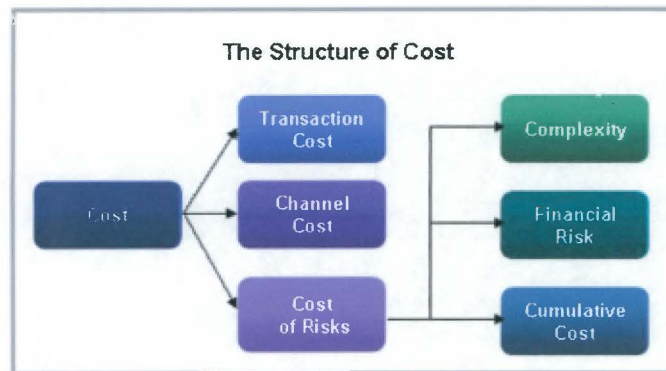 The Structure of Cost
Transaction
Cost
Complexity
Cost
Channel
Cost
Financial
Risk
Cost
of Risks
Cumulative
Cost